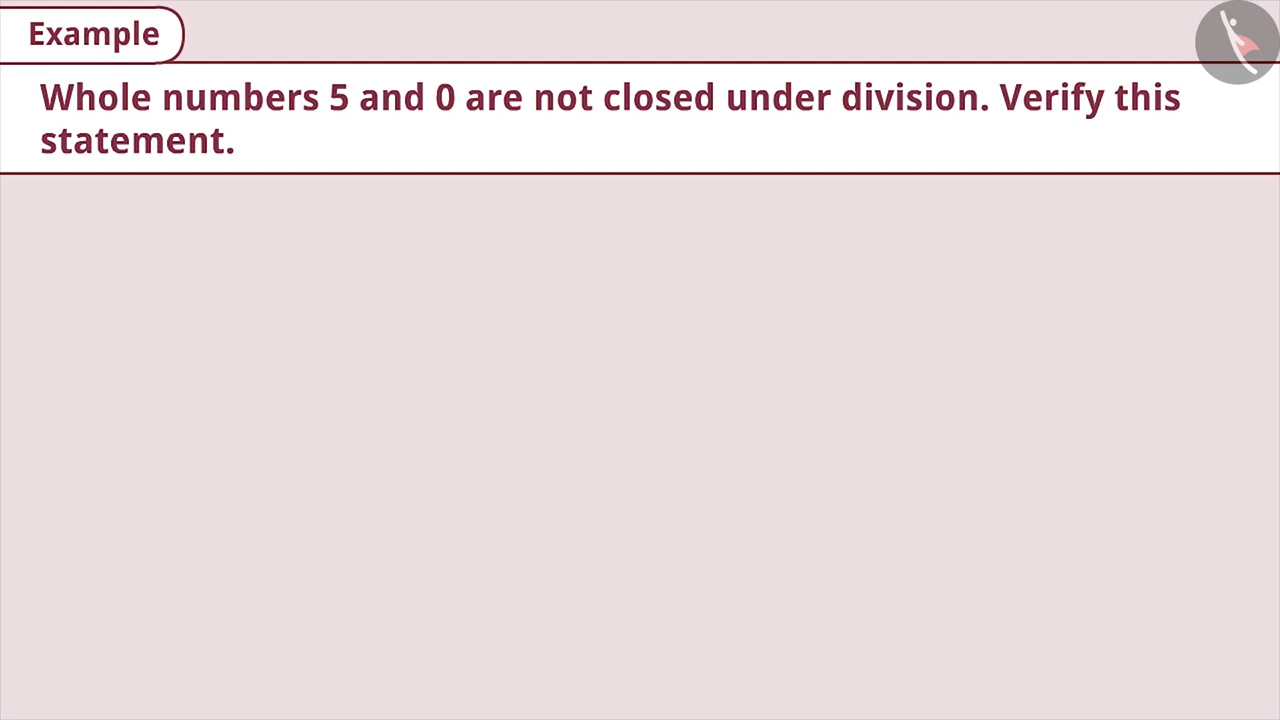 Example
Whole numbers 5 and 0 are not closed under division. Verify this
statement.